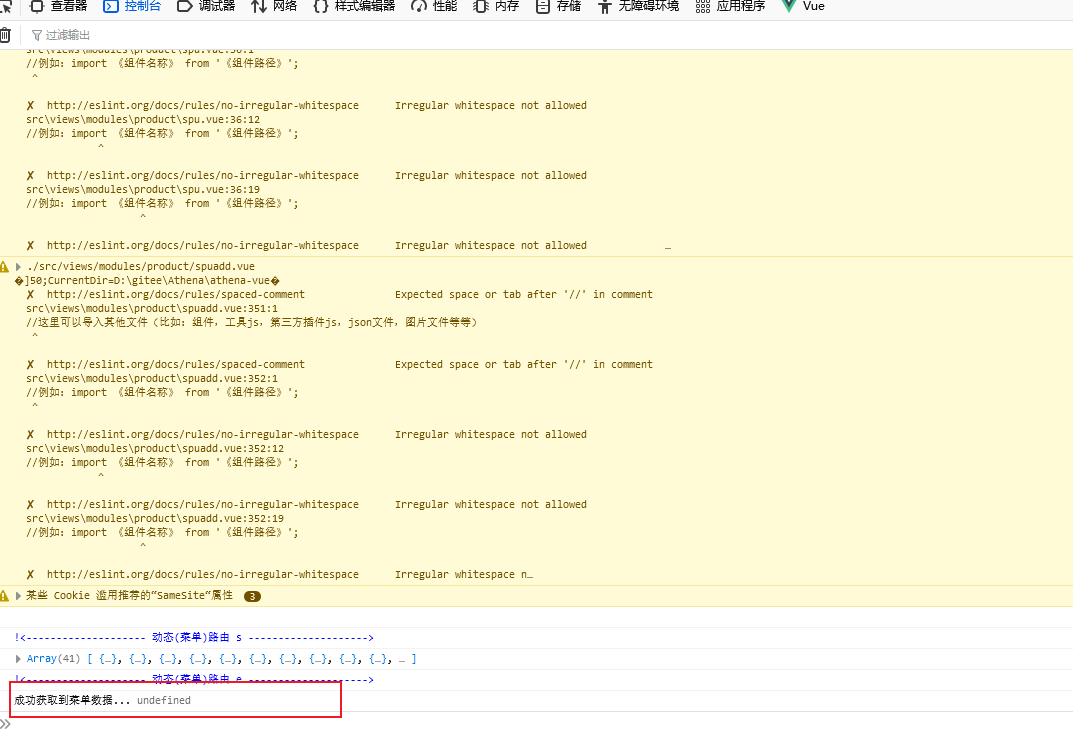 查看器 控制台 调试器 网络 样式编辑器 性能 内存 存储 无障碍环境 应用程序 Vue
过滤输出
src\views\modules\product\spu.vue:36:1
//例如：import 《组件名称》 from '《组件路径》';
^
✘ http://eslint.org/docs/rules/no-irregular-whitespace Irregular whitespace not allowed
src\views\modules\product\spu.vue:36:12
//例如：import 《组件名称》 from '《组件路径》';
^
✘ http://eslint.org/docs/rules/no-irregular-whitespace Irregular whitespace not allowed
src\views\modules\product\spu.vue:36:19
//例如：import 《组件名称》 from '《组件路径》';
^
✘ http://eslint.org/docs/rules/no-irregular-whitespace Irregular whitespace not allowed …
./src/views/modules/product/spuadd.vue
�]50;CurrentDir=D:\gitee\Athena\athena-vue�
✘ http://eslint.org/docs/rules/spaced-comment Expected space or tab after '//' in comment
src\views\modules\product\spuadd.vue:351:1
//这里可以导入其他文件（比如：组件，工具js，第三方插件js，json文件，图片文件等等）
^
✘ http://eslint.org/docs/rules/spaced-comment Expected space or tab after '//' in comment
src\views\modules\product\spuadd.vue:352:1
//例如：import 《组件名称》 from '《组件路径》';
^
✘ http://eslint.org/docs/rules/no-irregular-whitespace Irregular whitespace not allowed
src\views\modules\product\spuadd.vue:352:12
//例如：import 《组件名称》 from '《组件路径》';
^
✘ http://eslint.org/docs/rules/no-irregular-whitespace Irregular whitespace not allowed
src\views\modules\product\spuadd.vue:352:19
//例如：import 《组件名称》 from '《组件路径》';
^
✘ http://eslint.org/docs/rules/no-irregular-whitespace Irregular whitespace n…
某些 Cookie 滥用推荐的“SameSite“属性 3
!<-------------------- 动态(菜单)路由 s -------------------->
Array(41) [ {…}, {…}, {…}, {…}, {…}, {…}, {…}, {…}, {…}, {…}, … ]
!<-------------------- 动态(菜单)路由 e -------------------->
成功获取到菜单数据... undefined